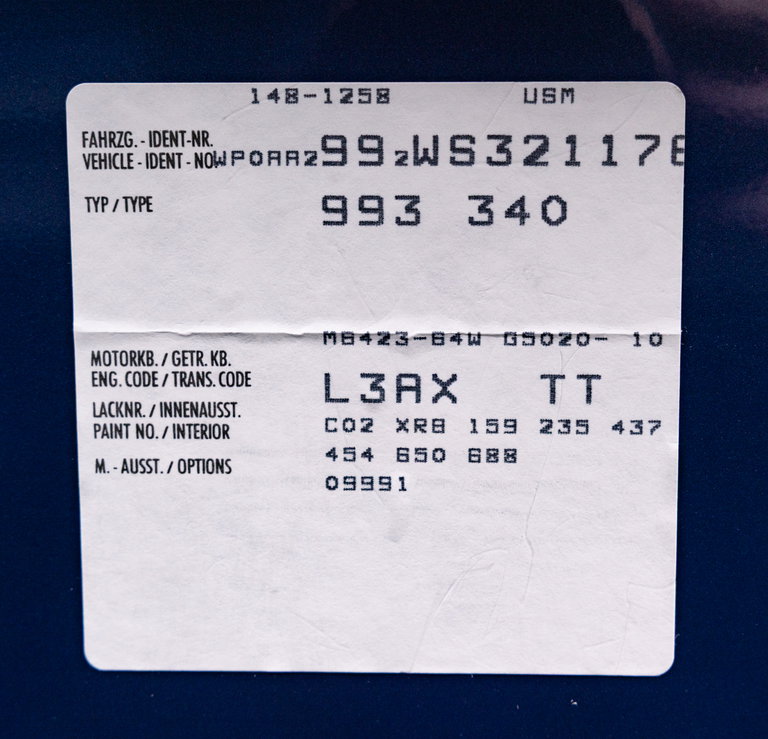 148-1258 USM
FAHRZG. - IDENT-NR.
VEHICLE - IDENT - NO. WP0AA2992WS321178
TYP / TYPE 993 340
M6423-64W G5020- 10
MOTORKB. / GETR. KB.
ENG. CODE / TRANS. CODE
L3AX TT
LACKNR. / INNENAUSST.
PAINT NO. / INTERIOR
C02 XRB 159 235 437
M. - AUSST. / OPTIONS
454 650 688
09991